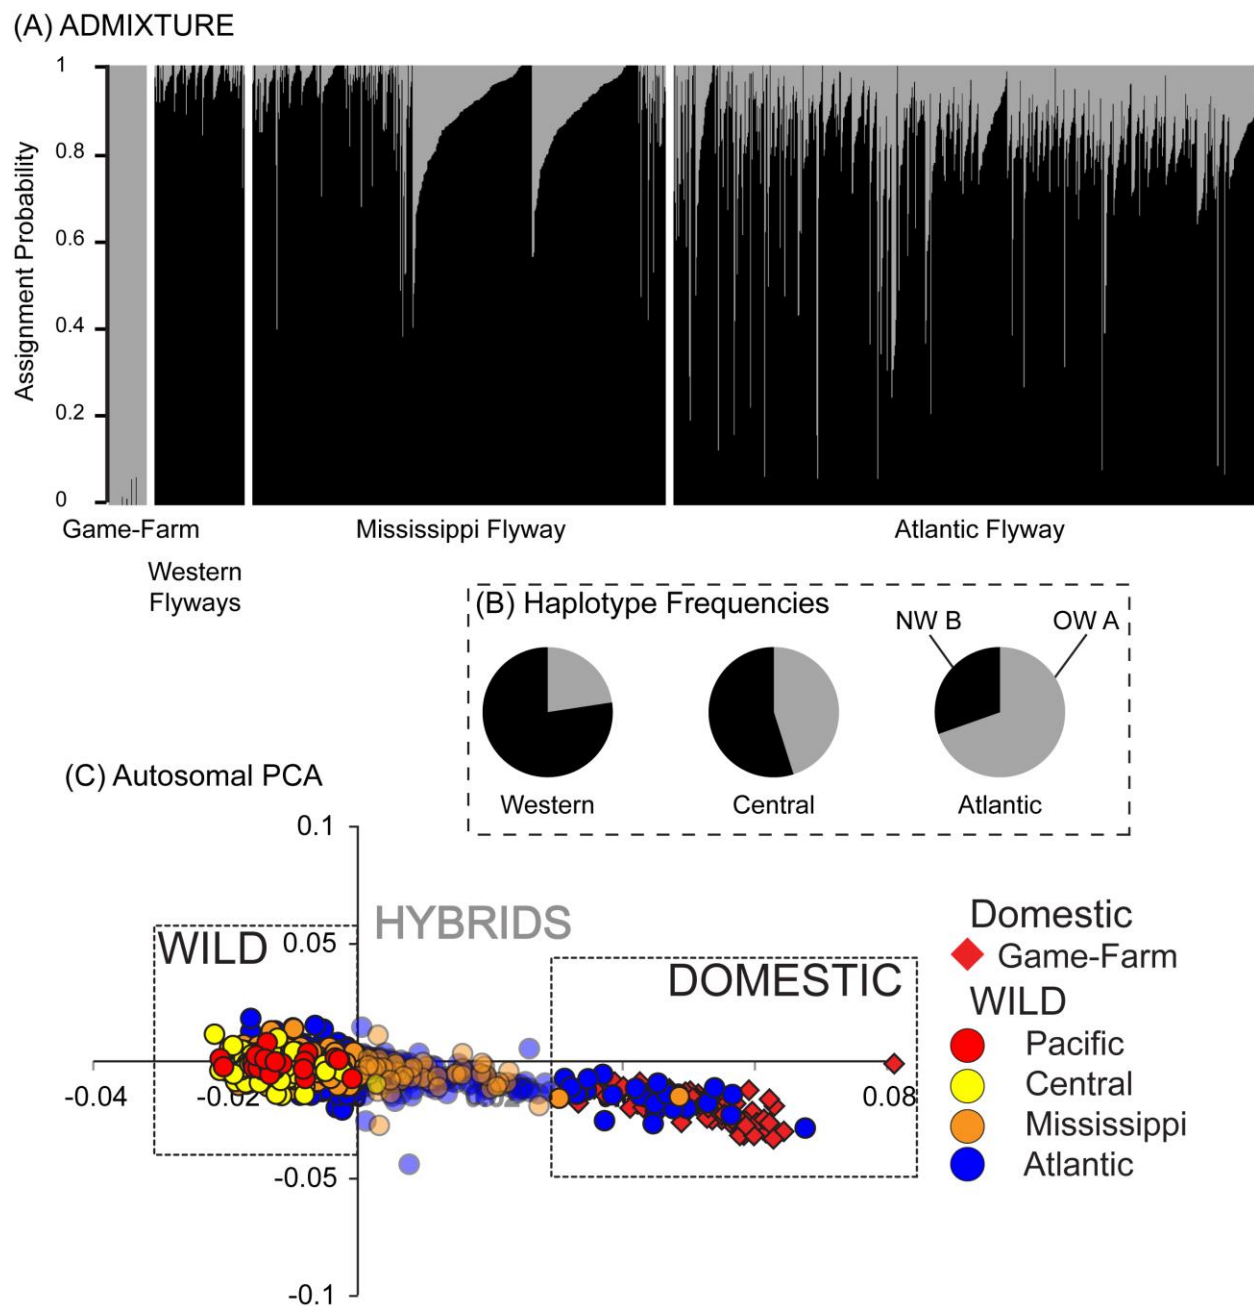 (A) ADMIXTURE
Assignment Probability
1
0.8
0.6
0.4
0.2
0
Game-Farm
Western
Flyways
Mississippi Flyway
Atlantic Flyway
(B) Haplotype Frequencies
NW B
OW A
Western
Central
Atlantic
(C) Autosomal PCA
0.1
0.05
-0.05
-0.1
-0.04
-0.02
0.02
0.08
WILD
HYBRIDS
DOMESTIC
Domestic
Game-Farm
WILD
Pacific
Central
Mississippi
Atlantic